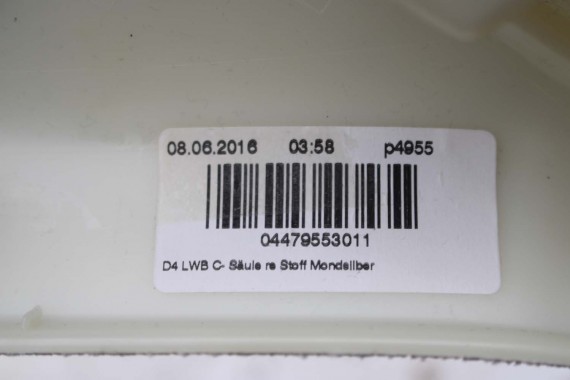 08.06.2016 03:58 p4955
04479553011
D4 LWB C- Säule re Stoff Mondsilber